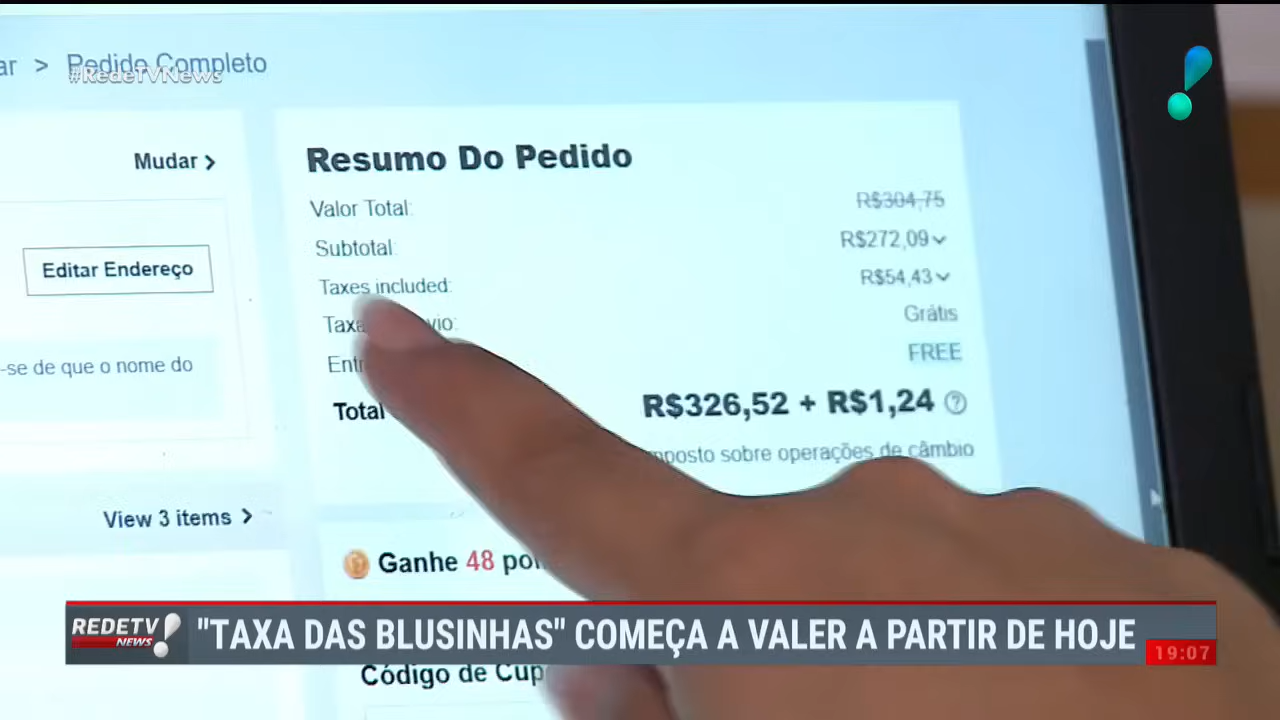 ar > Pedido Completo
#RedeTVNews
Mudar >
Resumo Do Pedido
Valor Total: R$304,75
Subtotal: R$272,09
Editar Endereço
Taxes included: R$54,43
Grátis
FREE
-se de que o nome do
Total R$326,52 + R$1,24 ?
sobre operações de câmbio
View 3 items >
Ganhe 48
REDETV! NEWS "TAXA DAS BLUSINHAS" COMEÇA A VALER A PARTIR DE HOJE
19:07
Código de